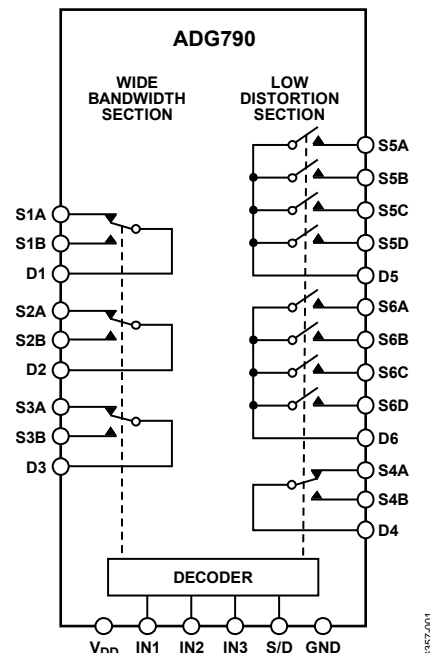 ADG790
WIDE
BANDWIDTH
SECTION
LOW
DISTORTION
SECTION
S1A
S1B
D1
S2A
S2B
D2
S3A
S3B
D3
S5A
S5B
S5C
S5D
D5
S6A
S6B
S6C
S6D
D6
S4A
S4B
D4
DECODER
VDD IN1 IN2 IN3 S/D GND